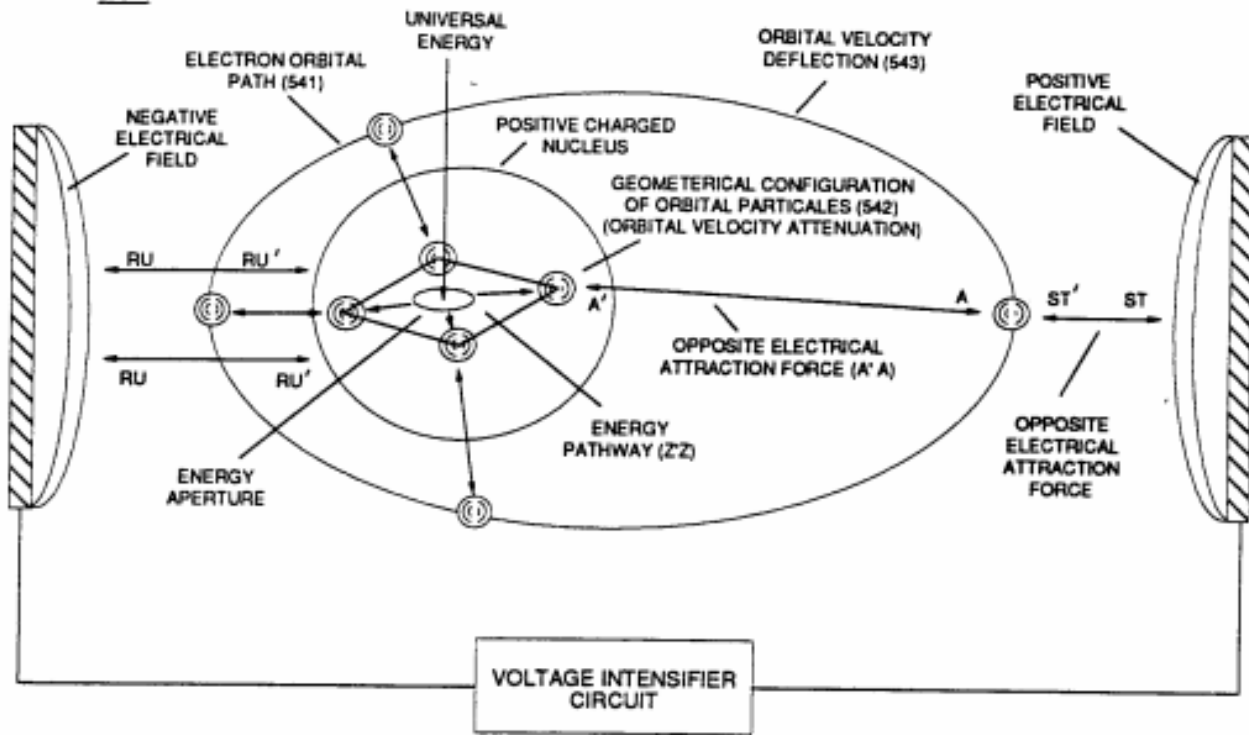 UNIVERSAL
ENERGY
ELECTRON ORBITAL
PATH (541)
ORBITAL VELOCITY
DEFLECTION (543)
NEGATIVE
ELECTRICAL
FIELD
POSITIVE CHARGED
NUCLEUS
POSITIVE
ELECTRICAL
FIELD
GEOMETERICAL CONFIGURATION
OF ORBITAL PARTICALES (542)
(ORBITAL VELOCITY ATTENUATION)
RU RU'
A' A ST' ST
RU RU'
OPPOSITE ELECTRICAL
ATTRACTION FORCE (A' A)
ENERGY
PATHWAY (Z'Z)
ENERGY
APERTURE
OPPOSITE
ELECTRICAL
ATTRACTION
FORCE
VOLTAGE INTENSIFIER
CIRCUIT